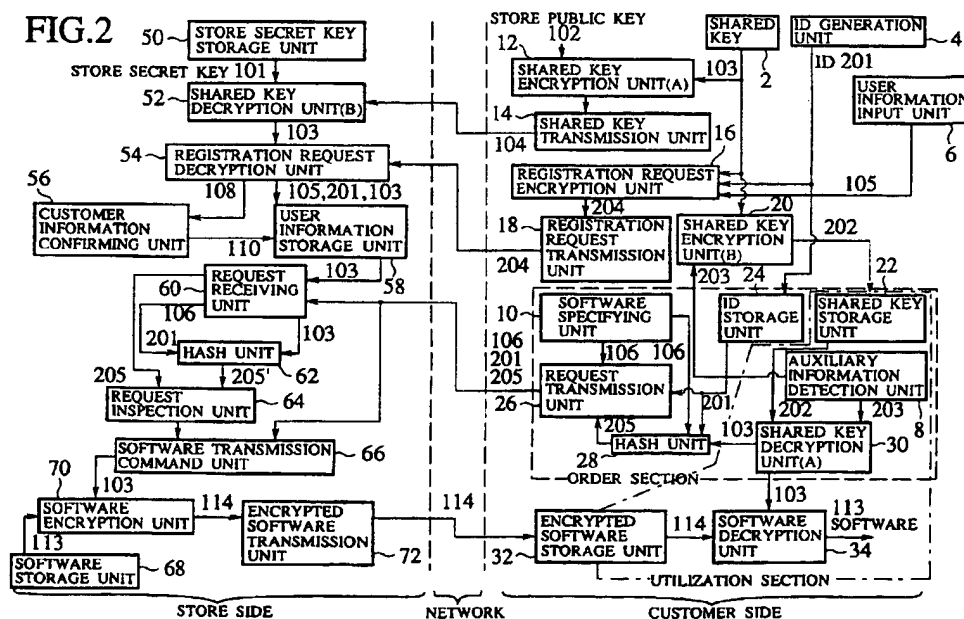 FIG.2
50
STORE SECRET KEY
STORAGE UNIT
STORE SECRET KEY 101
52
SHARED KEY
DECRYPTION UNIT(B)
103
54
REGISTRATION REQUEST
DECRYPTION UNIT
108
105,201,103
56
CUSTOMER
INFORMATION
CONFIRMING UNIT
110
USER
INFORMATION
STORAGE UNIT
58
103
60
REQUEST
RECEIVING
UNIT
106
201
103
HASH UNIT
62
205
205'
REQUEST
INSPECTION UNIT
64
SOFTWARE TRANSMISSION
COMMAND UNIT
66
70
103
SOFTWARE
ENCRYPTION UNIT
114
ENCRYPTED
SOFTWARE
TRANSMISSION
UNIT
72
113
SOFTWARE
STORAGE UNIT
68
114
STORE SIDE
NETWORK
CUSTOMER SIDE
STORE PUBLIC KEY
102
12
SHARED KEY
ENCRYPTION UNIT(A)
103
SHARED
KEY
2
ID GENERATION
UNIT
4
ID 201
14
SHARED KEY
TRANSMISSION UNIT
104
USER
INFORMATION
INPUT UNIT
6
16
REGISTRATION REQUEST
ENCRYPTION UNIT
105
204
18
REGISTRATION
REQUEST
TRANSMISSION
UNIT
204
20
SHARED KEY
ENCRYPTION
UNIT(B)
202
203
24
22
10
SOFTWARE
SPECIFYING
UNIT
ID
STORAGE
UNIT
SHARED KEY
STORAGE
UNIT
106
106
106
201
205
REQUEST
TRANSMISSION
UNIT
26
AUXILIARY
INFORMATION
DETECTION UNIT
8
201
202
203
205
HASH UNIT
28
103
SHARED KEY
DECRYPTION
UNIT(A)
30
ORDER SECTION
103
ENCRYPTED
SOFTWARE
STORAGE UNIT
32
114
SOFTWARE
DECRYPTION
UNIT
34
113
SOFTWARE
UTILIZATION SECTION